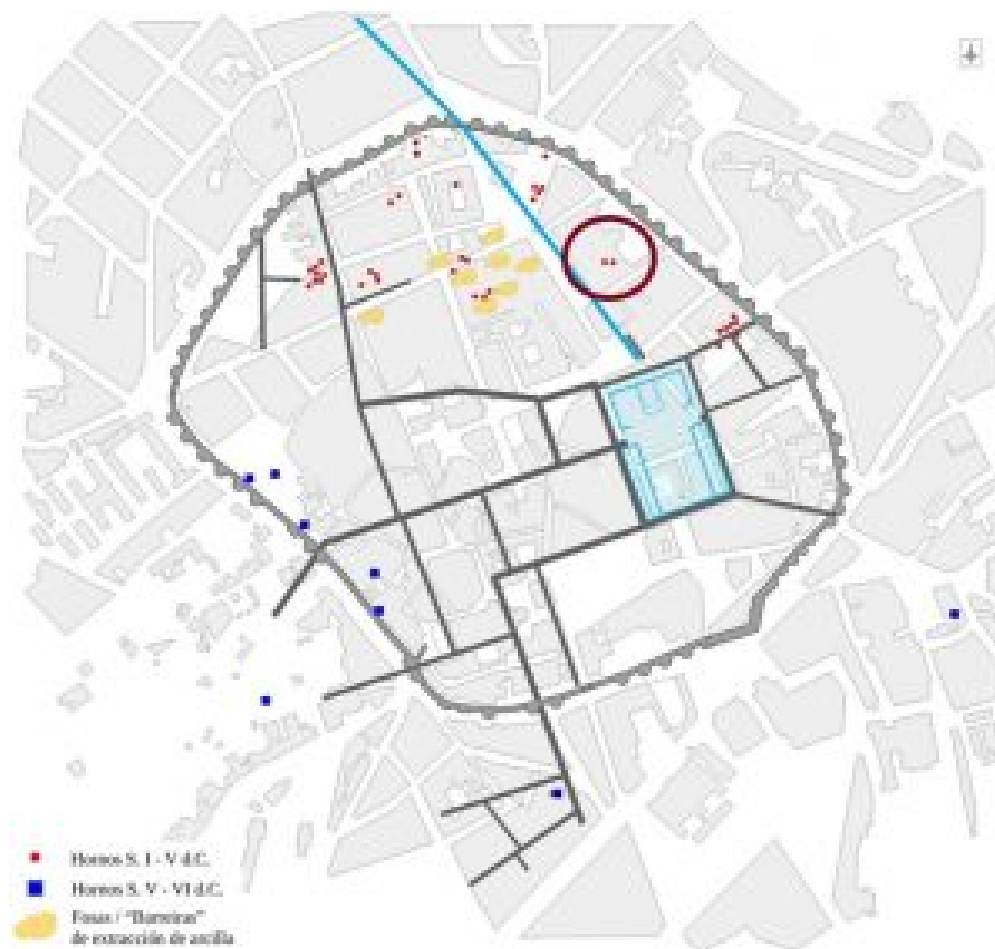 Hornos S. I - V d.C.
Hornos S. V - VI d.C.
Fosas / "Barreiras"
de extracción de arcilla